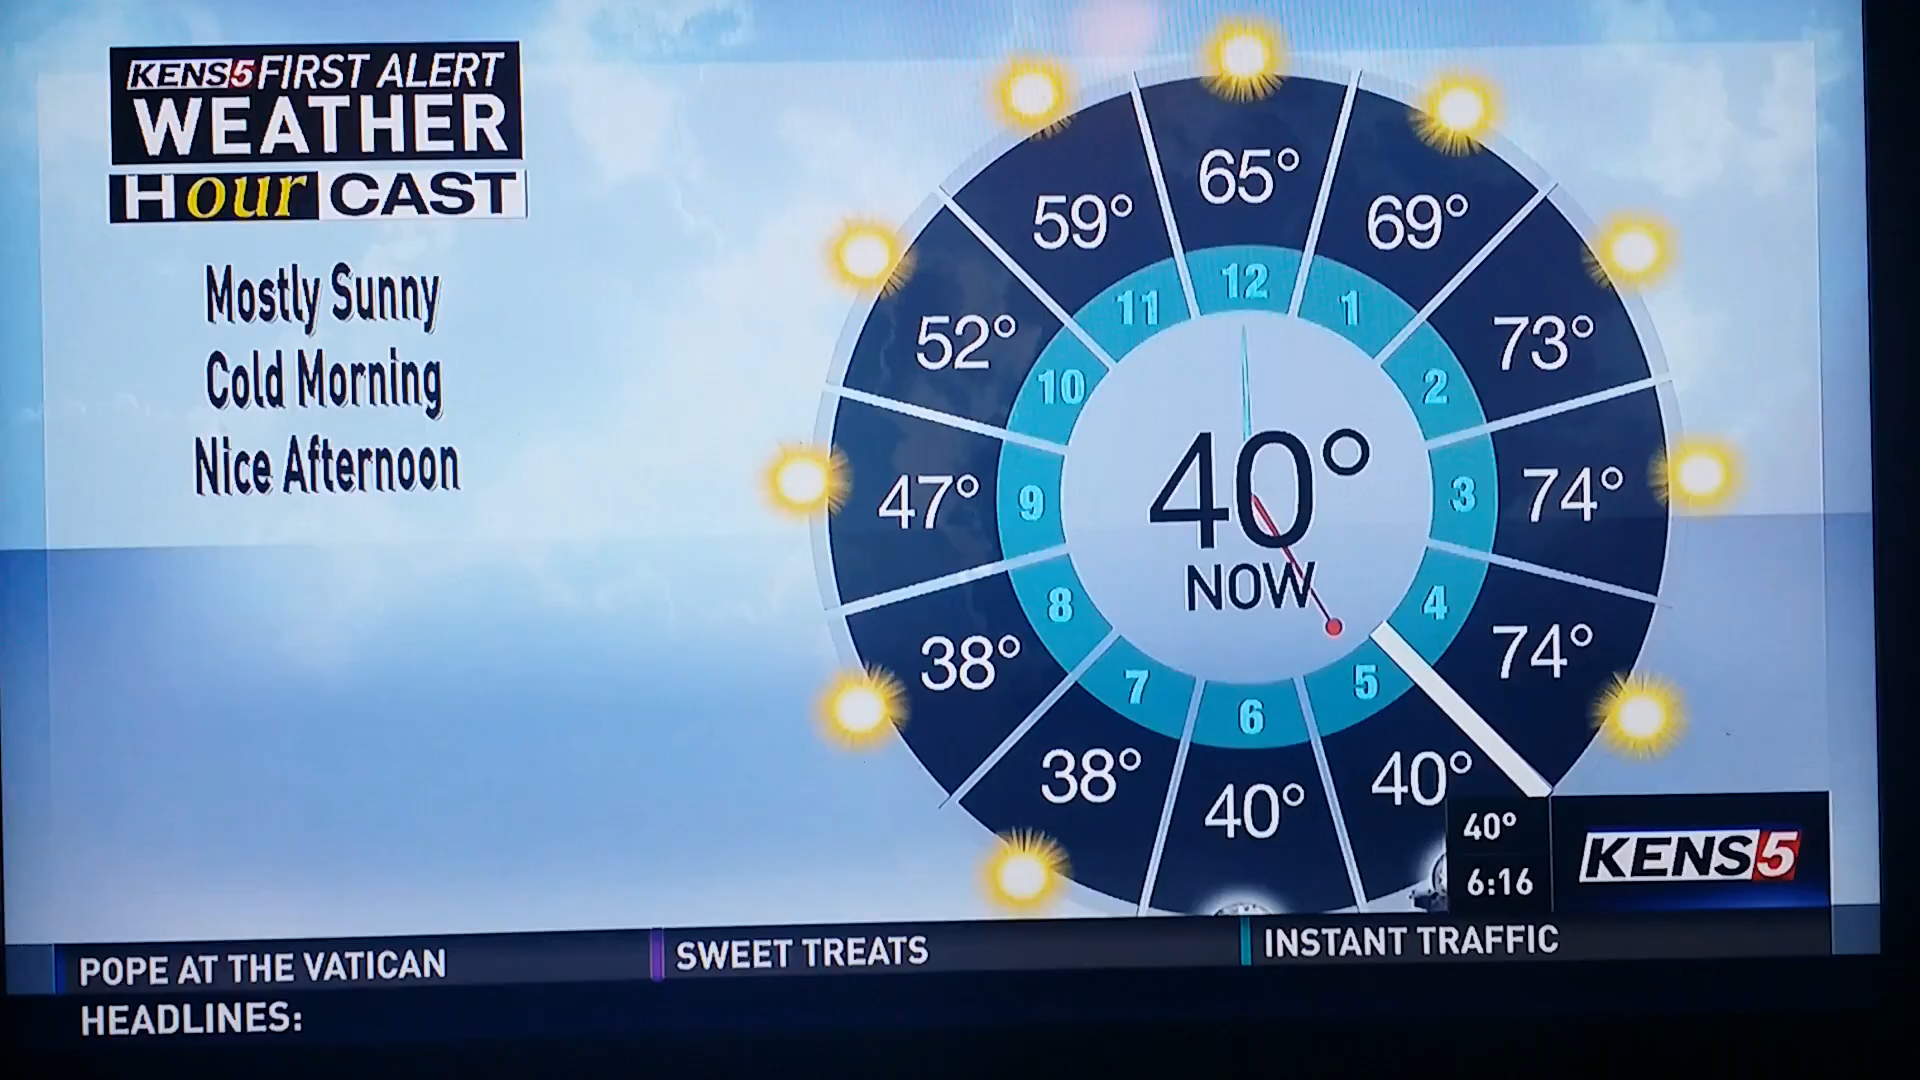 KENS5 FIRST ALERT
WEATHER
Hour CAST
Mostly Sunny
Cold Morning
Nice Afternoon
65°
59°
69°
52°
73°
47°
74°
38°
74°
38°
40°
40°
12
11
1
10
2
9
3
8
4
7
5
6
40°
NOW
40°
6:16
KENS5
POPE AT THE VATICAN
SWEET TREATS
INSTANT TRAFFIC
HEADLINES: